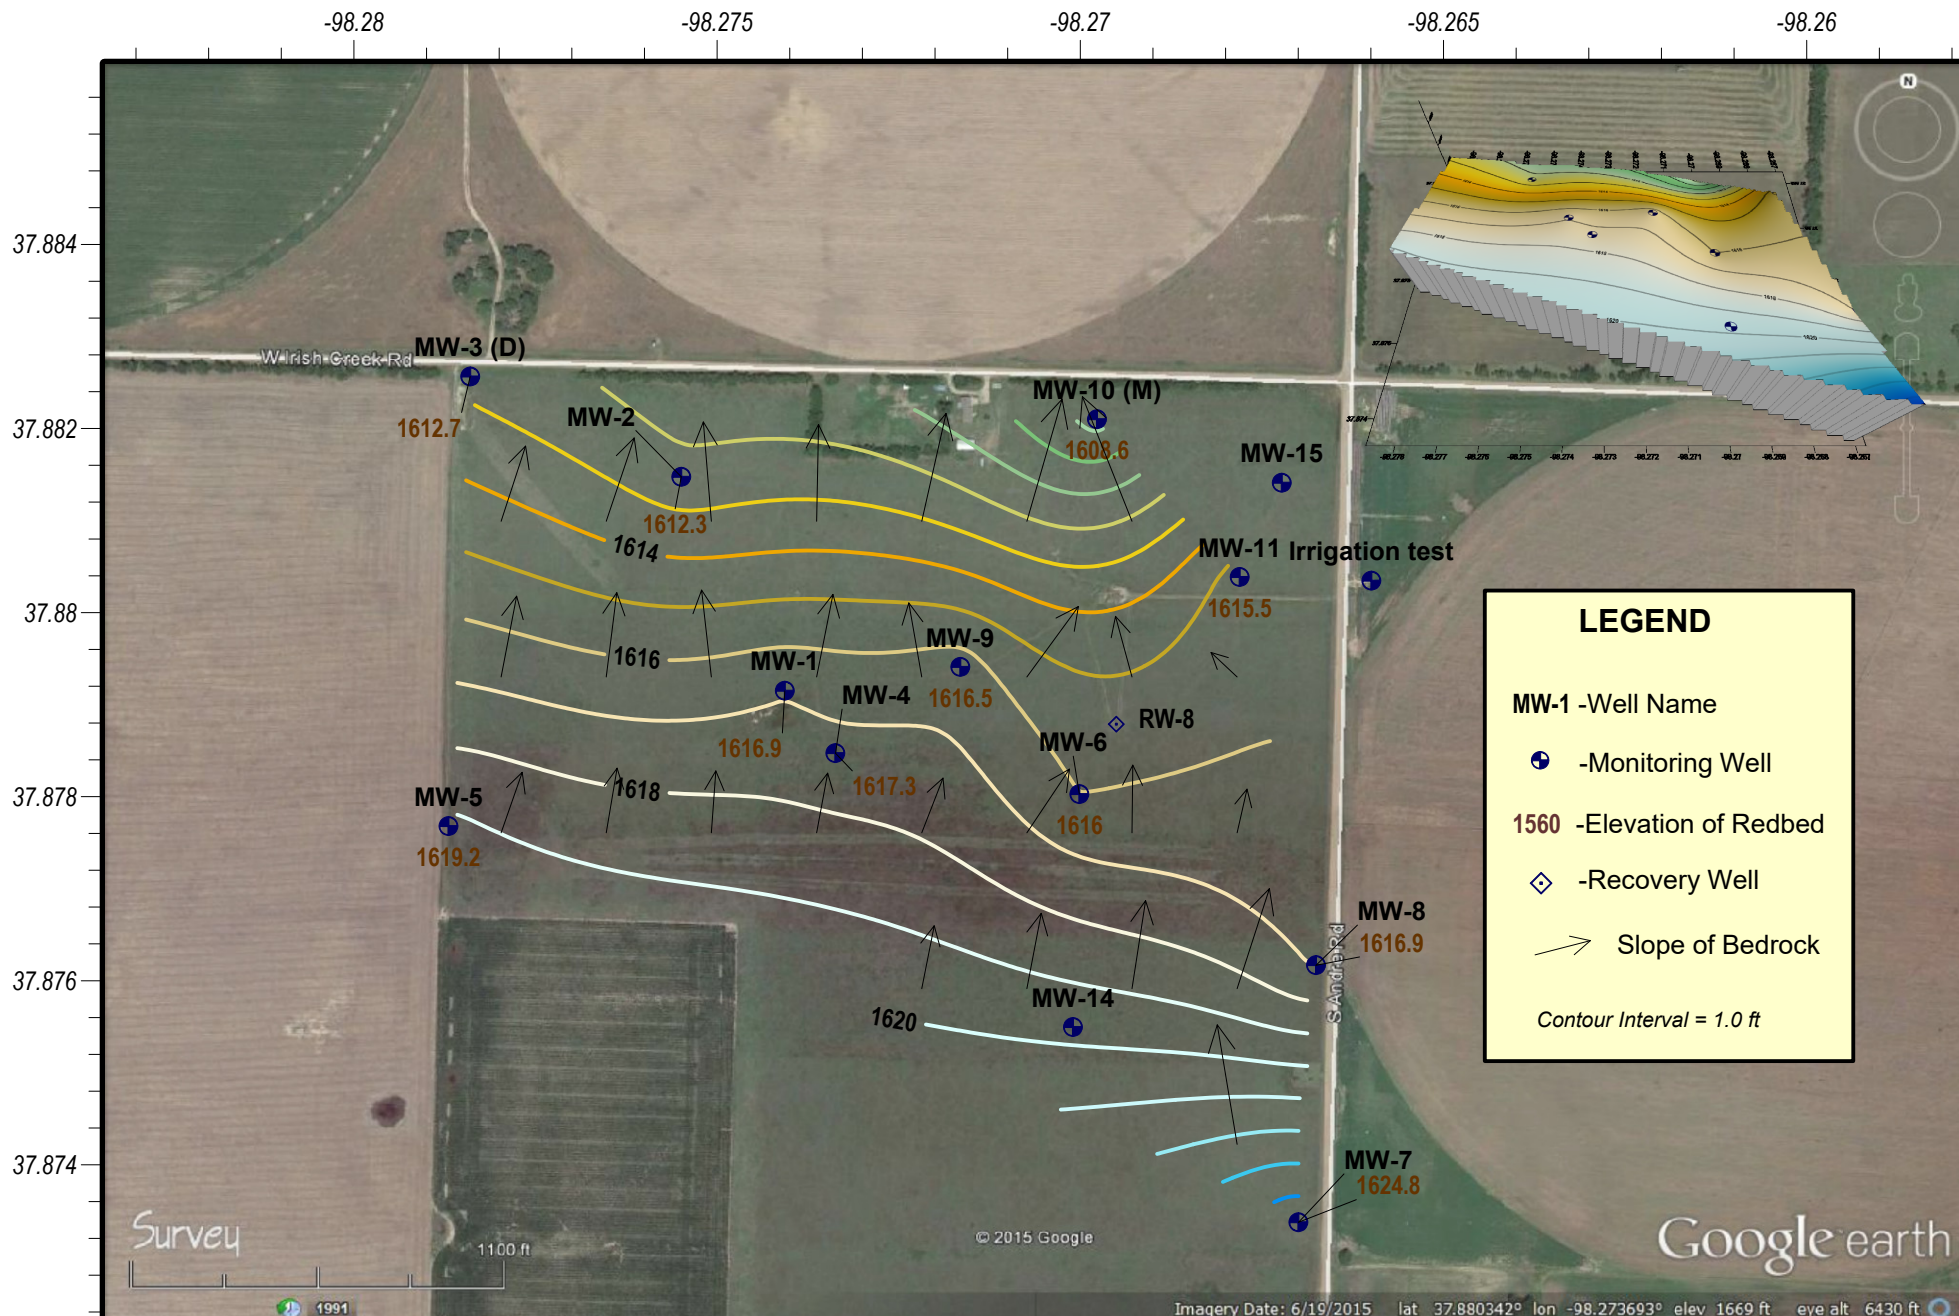 -98.28 -98.275 -98.27 -98.265 -98.26
N
37.884
37.882
37.88
37.878
37.876
37.874
W Irish Creek Rd
MW-3 (D)
1612.7
MW-2
1612.3
MW-10 (M)
1608.6
MW-15
1614
MW-11
1615.5
Irrigation test
1616
MW-1
1616.9
MW-9
1616.5
MW-4
1617.3
RW-8
MW-6
1616
1618
MW-5
1619.2
MW-8
1616.9
S Andre Rd
MW-14
1620
MW-7
1624.8
LEGEND
MW-1 -Well Name
-Monitoring Well
1560 -Elevation of Redbed
-Recovery Well
Slope of Bedrock
Contour Interval = 1.0 ft
Survey
1100 ft
© 2015 Google
Google earth
1991
Imagery Date: 6/19/2015 lat 37.880342° lon -98.273693° elev 1669 ft eye alt 6430 ft